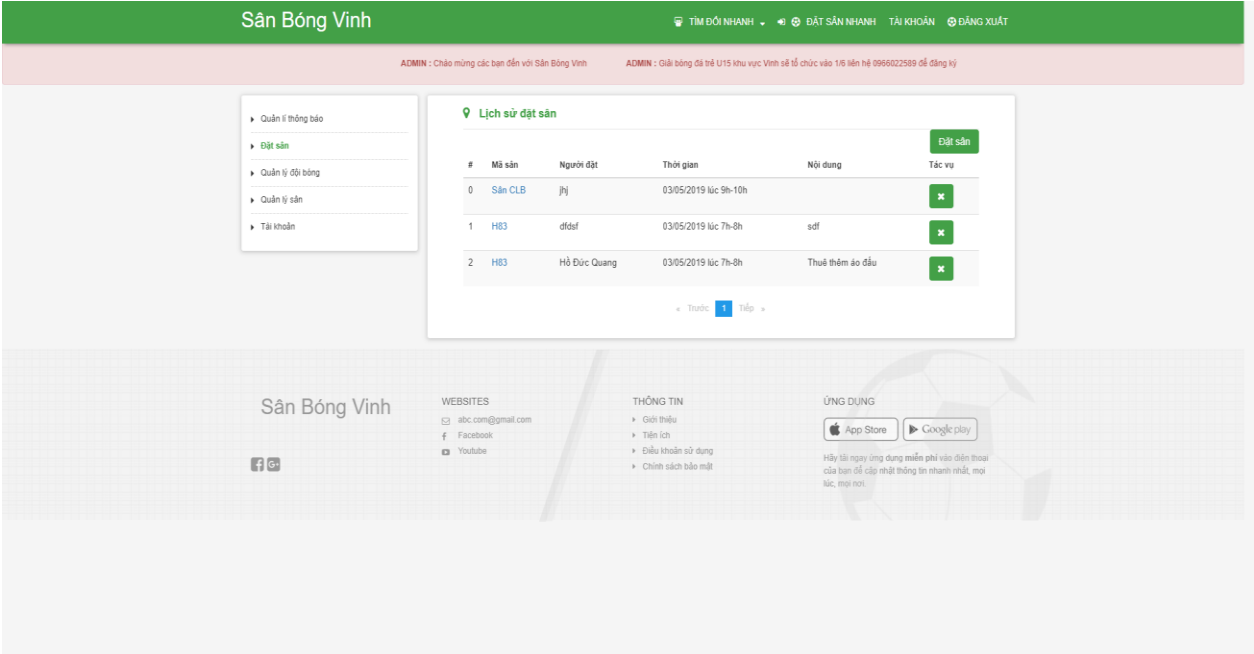 Sân Bóng Vinh
TÌM ĐỐI NHANH ĐẶT SÂN NHANH TÀI KHOẢN ĐĂNG XUẤT
ADMIN : Chào mừng các bạn đến với Sân Bóng Vinh ADMIN : Giải bóng đá trẻ U15 khu vực Vinh sẽ tổ chức vào 1/6 liên hệ 0966022589 để đăng ký
Quản lí thông báo
Đặt sân
Quản lý đội bóng
Quản lý sân
Tài khoản
Lịch sử đặt sân
Đặt sân
# Mã sân Người đặt Thời gian Nội dung Tác vụ
0 Sân CLB jhj 03/05/2019 lúc 9h-10h
1 H83 dfdsf 03/05/2019 lúc 7h-8h sdf
2 H83 Hồ Đức Quang 03/05/2019 lúc 7h-8h Thuê thêm áo đấu
« Trước 1 Tiếp »
Sân Bóng Vinh
WEBSITES
abc.com@gmail.com
Facebook
Youtube
THÔNG TIN
Giới thiệu
Tiện ích
Điều khoản sử dụng
Chính sách bảo mật
ỨNG DỤNG
App Store Google play
Hãy tải ngay ứng dụng miễn phí vào điện thoại
của bạn để cập nhật thông tin nhanh nhất, mọi
lúc, mọi nơi.